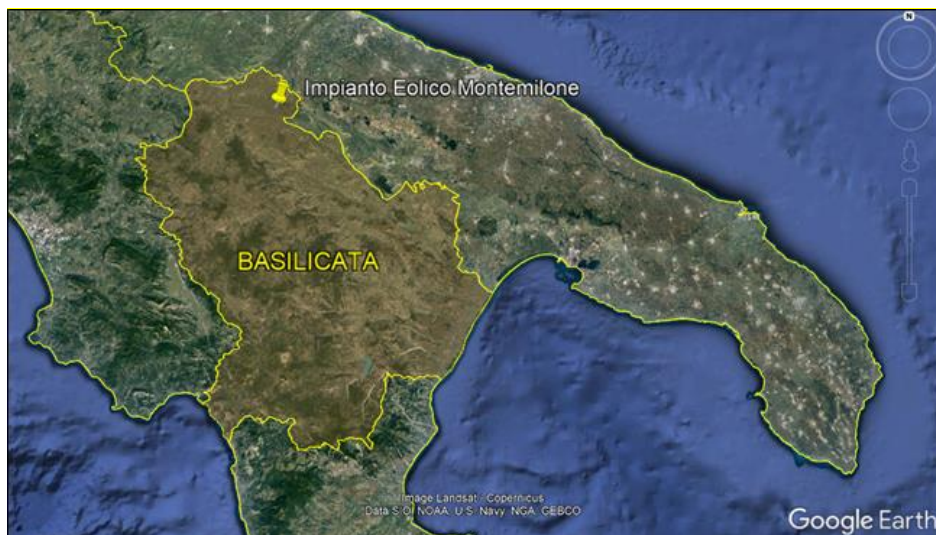 N
Impianto Eolico Montemilone
BASILICATA
Image Landsat - Copernicus
Data SIO, NOAA, U.S. Navy, NGA, GEBCO
Google Earth